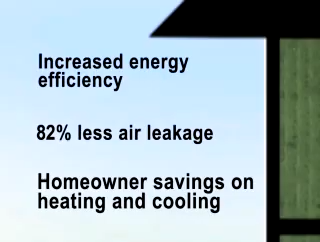 Increased energy
efficiency
82% less air leakage
Homeowner savings on
heating and cooling